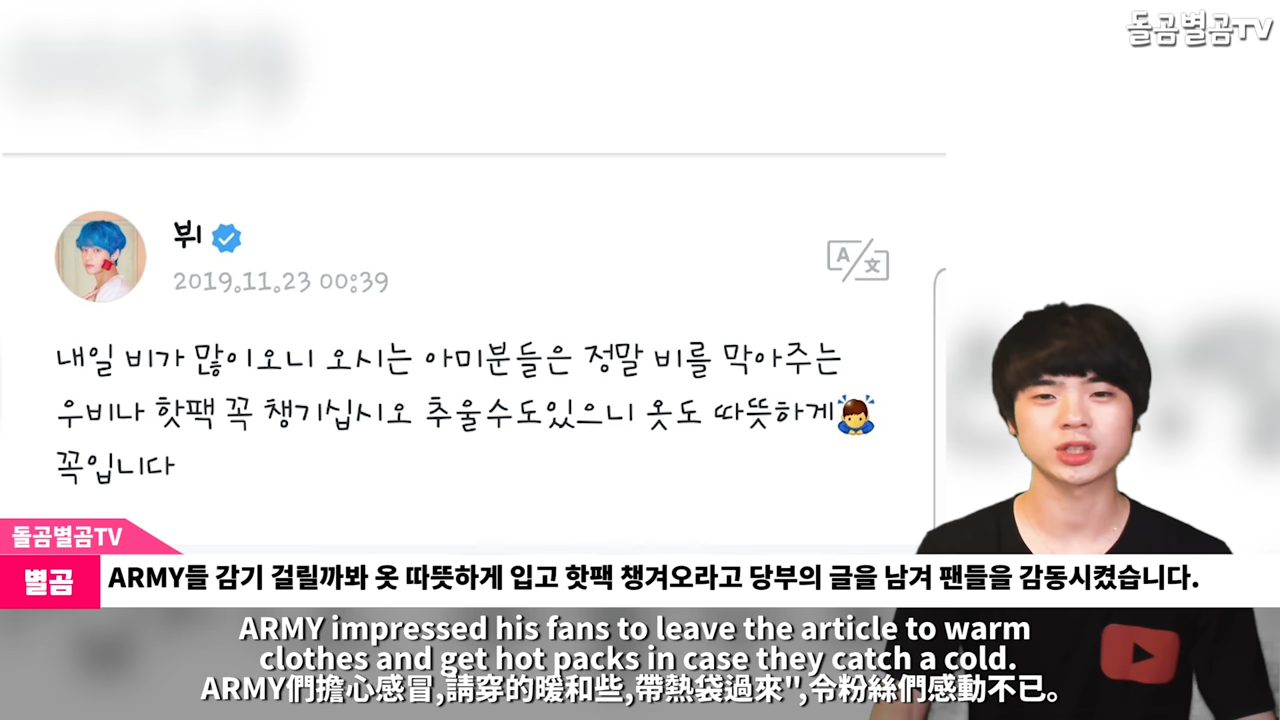 돌곰별곰TV
뷔
2019.11.23 00:39
A 文
내일 비가 많이오니 오시는 아미분들은 정말 비를 막아주는
우비나 핫팩 꼭 챙기십시오 추울수도있으니 옷도 따뜻하게🙇‍♂️
꼭입니다
돌곰별곰TV
별곰
ARMY들 감기 걸릴까봐 옷 따뜻하게 입고 핫팩 챙겨오라고 당부의 글을 남겨 팬들을 감동시켰습니다.
ARMY impressed his fans to leave the article to warm
clothes and get hot packs in case they catch a cold.
ARMY們擔心感冒,請穿的暖和些,帶熱袋過來",令粉絲們感動不已。